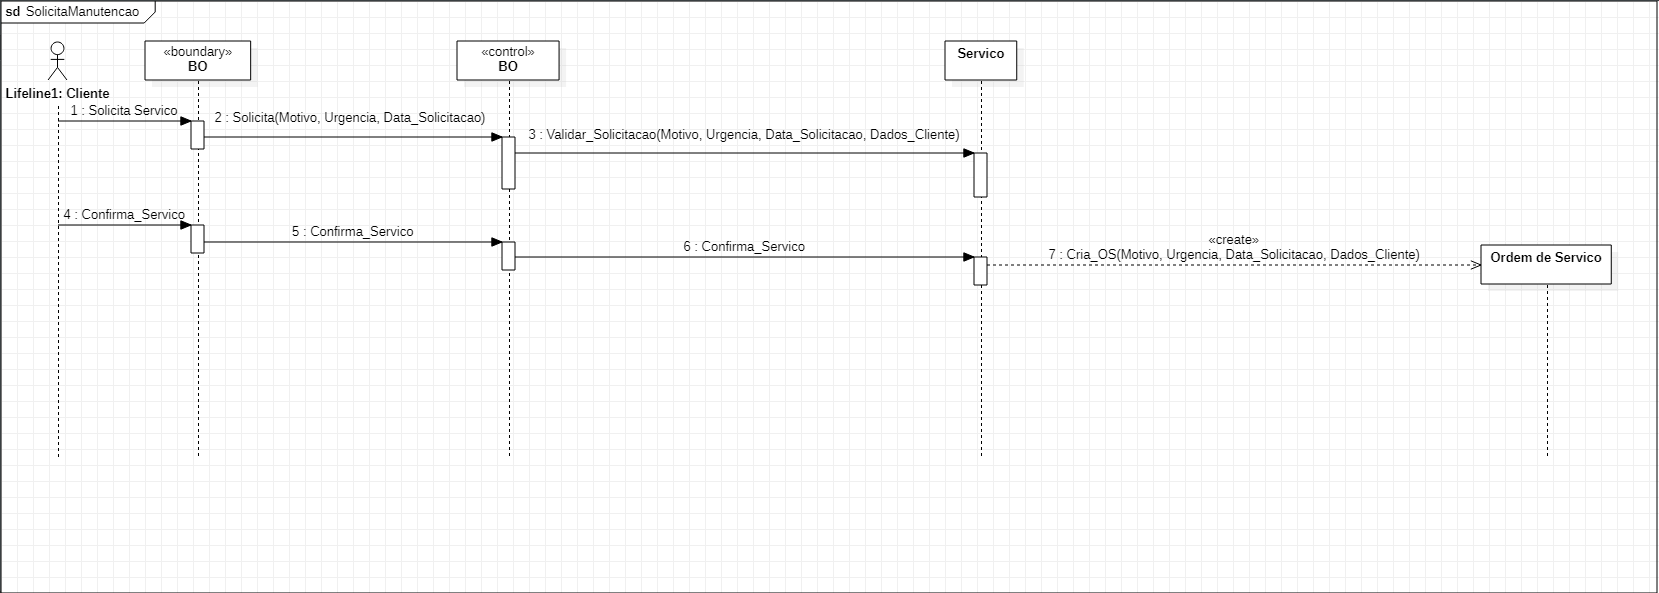 sd SolicitaManutencao
«boundary»
BO
«control»
BO
Servico
Lifeline1: Cliente
1 : Solicita Servico
2 : Solicita(Motivo, Urgencia, Data_Solicitacao)
3 : Validar_Solicitacao(Motivo, Urgencia, Data_Solicitacao, Dados_Cliente)
4 : Confirma_Servico
5 : Confirma_Servico
6 : Confirma_Servico
«create»
7 : Cria_OS(Motivo, Urgencia, Data_Solicitacao, Dados_Cliente)
Ordem de Servico